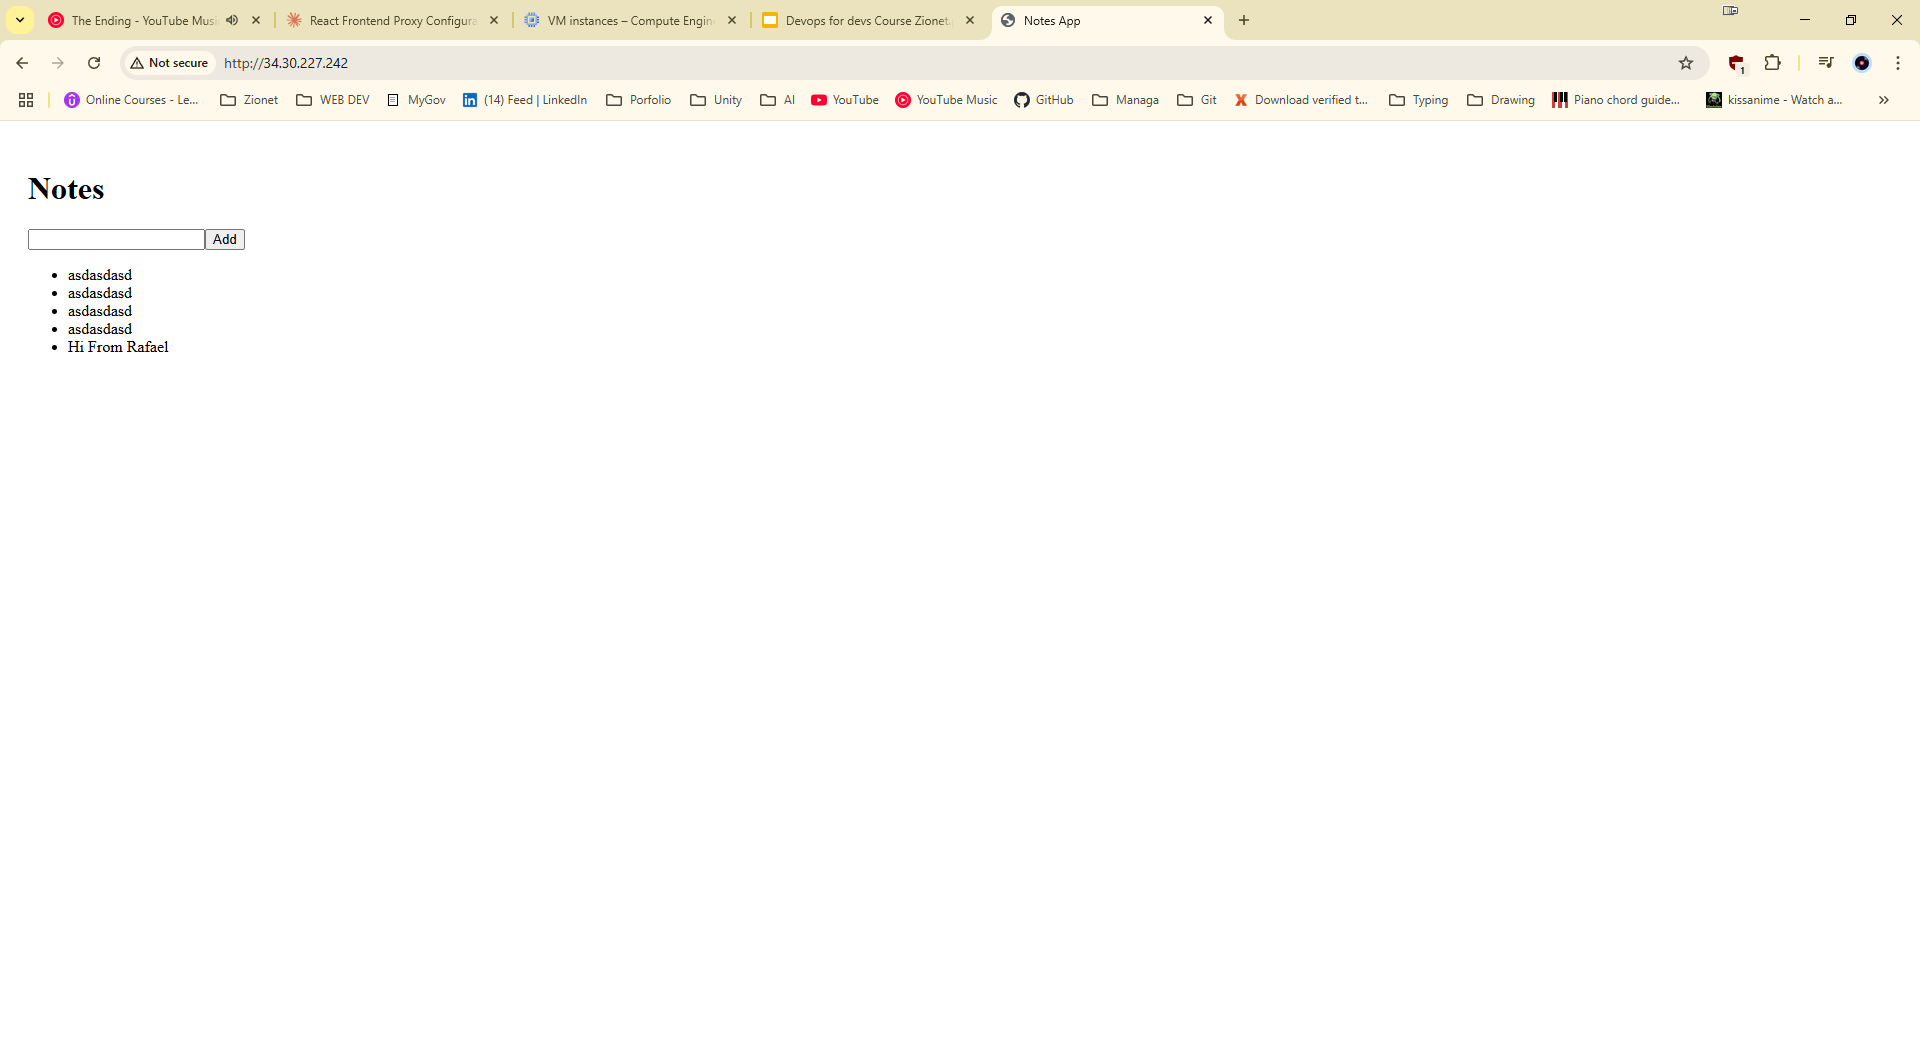 The Ending - YouTube Musi
React Frontend Proxy Configura
VM instances – Compute Engin
Devops for devs Course Zionet.
Notes App
Not secure
http://34.30.227.242
1
Online Courses - Le...
Zionet
WEB DEV
MyGov
(14) Feed | LinkedIn
Porfolio
Unity
AI
YouTube
YouTube Music
GitHub
Managa
Git
Download verified t...
Typing
Drawing
Piano chord guide...
kissanime - Watch a...
Notes
Add
asdasdasd
asdasdasd
asdasdasd
asdasdasd
Hi From Rafael